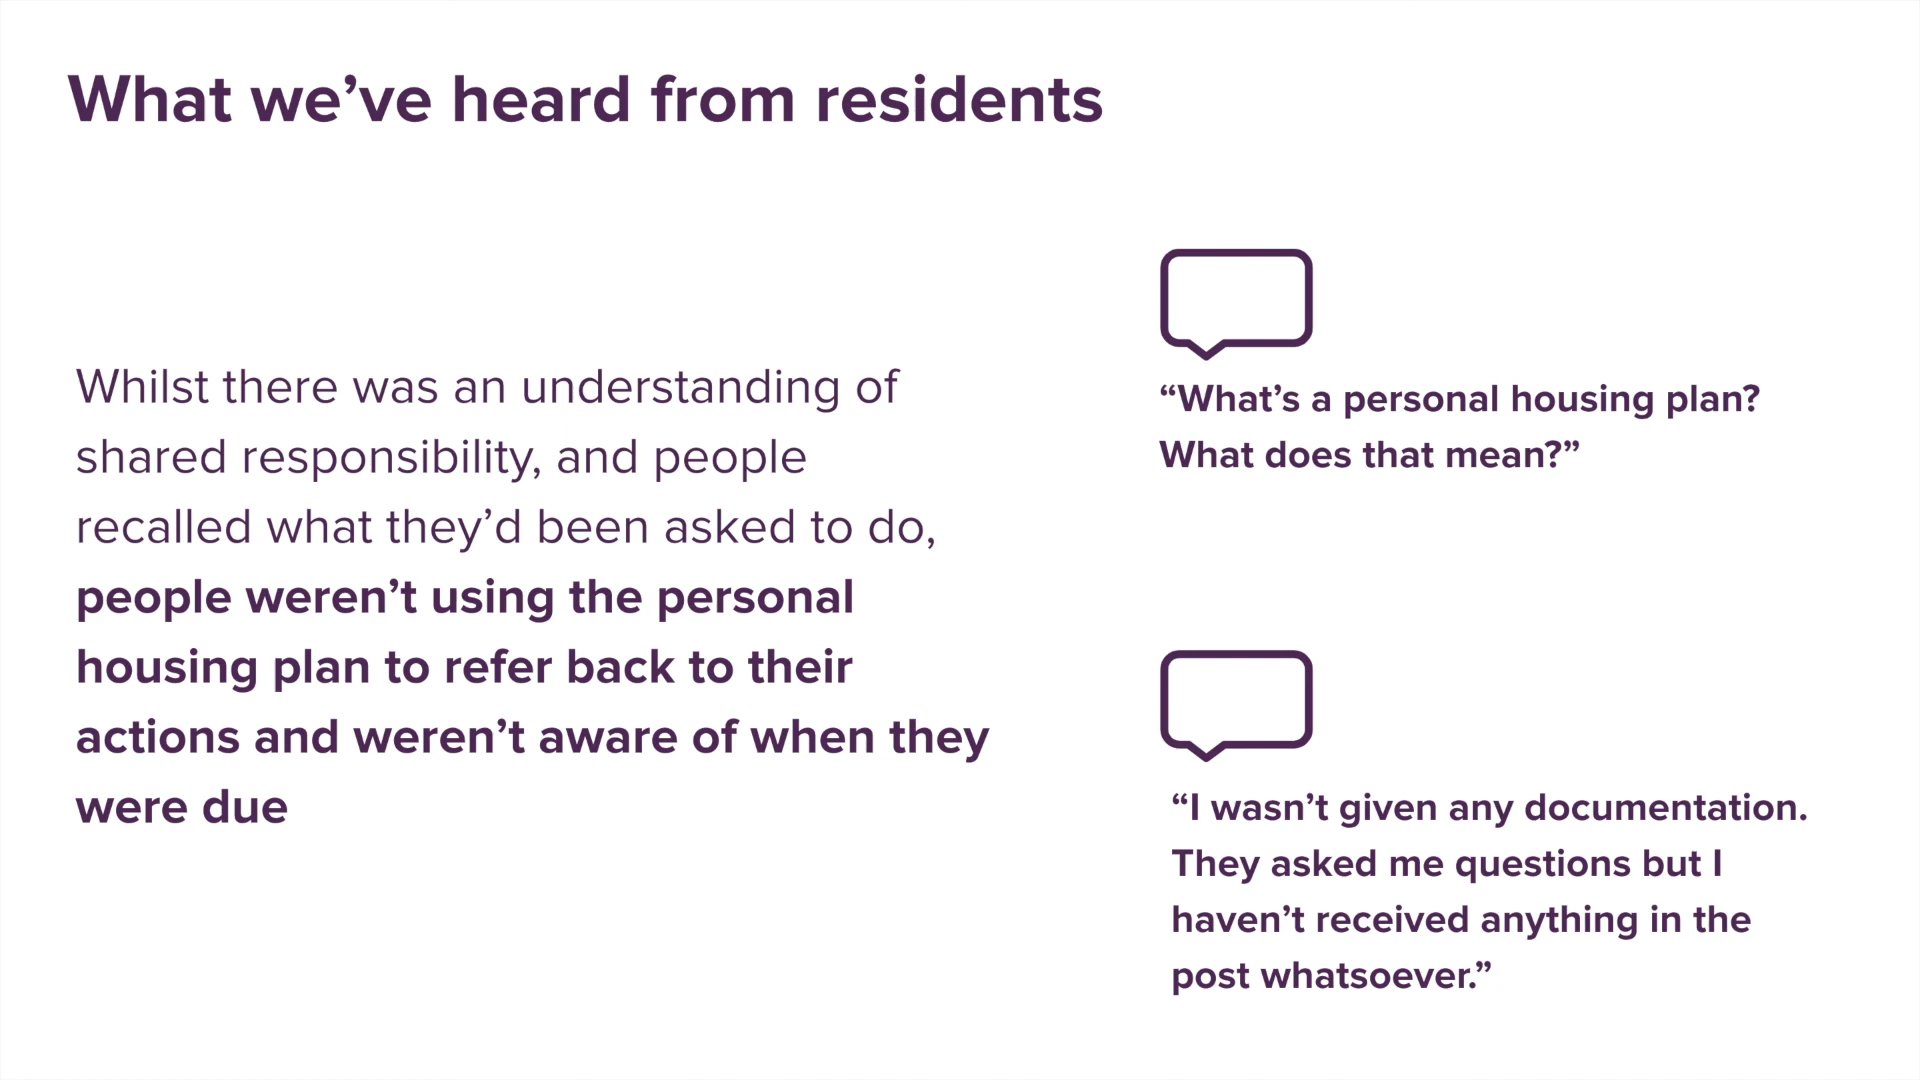 What we’ve heard from residents
Whilst there was an understanding of
shared responsibility, and people
recalled what they’d been asked to do,
people weren’t using the personal
housing plan to refer back to their
actions and weren’t aware of when they
were due
“What’s a personal housing plan?
What does that mean?”
“I wasn’t given any documentation.
They asked me questions but I
haven’t received anything in the
post whatsoever.”